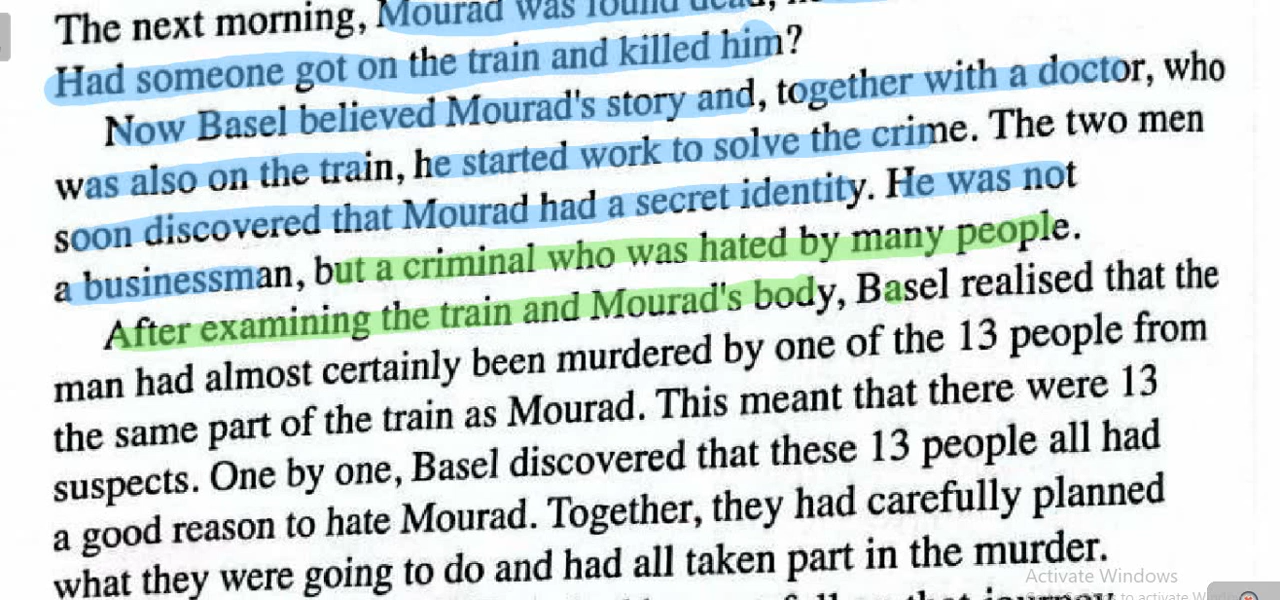 The next morning, Mourad was found dead,
Had someone got on the train and killed him?
Now Basel believed Mourad's story and, together with a doctor, who
was also on the train, he started work to solve the crime. The two men
soon discovered that Mourad had a secret identity. He was not
a businessman, but a criminal who was hated by many people.
After examining the train and Mourad's body, Basel realised that the
man had almost certainly been murdered by one of the 13 people from
the same part of the train as Mourad. This meant that there were 13
suspects. One by one, Basel discovered that these 13 people all had
a good reason to hate Mourad. Together, they had carefully planned
what they were going to do and had all taken part in the murder.
Activate Windows